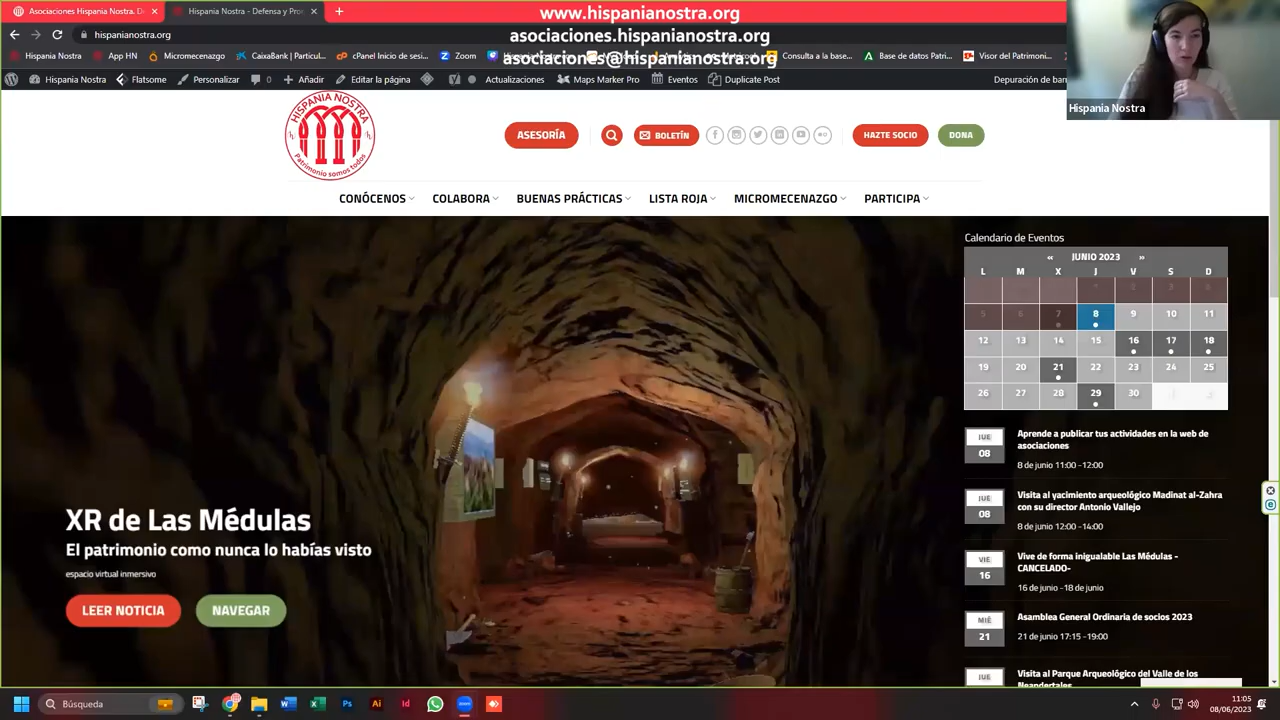 Asociaciones Hispania Nostra. D
Hispania Nostra - Defensa y Pro
www.hispanianostra.org
asociaciones.hispanianostra.org
asociaciones@hispanianostra.org
hispanianostra.org
Hispania Nostra
App HN
Micromecenazgo
CaixaBank | Particul...
cPanel Inicio de sesi...
Zoom
Consulta a la base...
Base de datos Patri...
Visor del Patrimoni
Hispania Nostra
Flatsome
Personalizar
0
Añadir
Editar la página
Actualizaciones
Maps Marker Pro
Eventos
Duplicate Post
Depuración de ban
Hispania Nostra
HISPANIA NOSTRA
Patrimonio somos todos
ASESORÍA
BOLETÍN
HAZTE SOCIO
DONA
CONÓCENOS
COLABORA
BUENAS PRÁCTICAS
LISTA ROJA
MICROMECENAZGO
PARTICIPA
Calendario de Eventos
« JUNIO 2023 »
L M X J V S D
2 3 4
5 6 7 8 9 10 11
12 13 14 15 16 17 18
19 20 21 22 23 24 25
26 27 28 29 30
JUE
08
Aprende a publicar tus actividades en la web de
asociaciones
8 de junio 11:00 -12:00
JUE
08
Visita al yacimiento arqueológico Madinat al-Zahra
con su director Antonio Vallejo
8 de junio 12:00 -14:00
VIE
16
Vive de forma inigualable Las Médulas -
CANCELADO-
16 de junio -18 de junio
MIÉ
21
Asamblea General Ordinaria de socios 2023
21 de junio 17:15 -19:00
JUE
Visita al Parque Arqueológico del Valle de los
Neandertales
XR de Las Médulas
El patrimonio como nunca lo habías visto
espacio virtual inmersivo
LEER NOTICIA
NAVEGAR
Búsqueda
11:05
08/06/2023